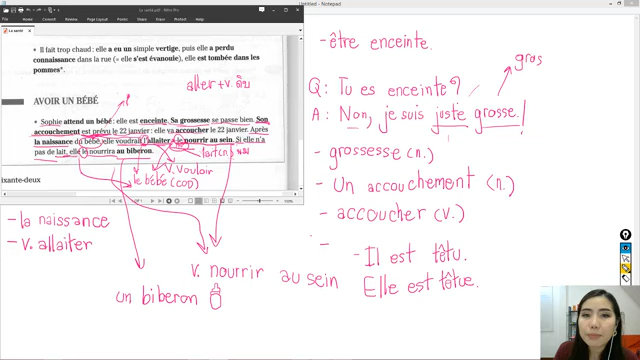 La santé.pdf
Untitled - Paint
• Il fait trop chaud : elle a eu un simple vertige, puis elle a perdu
connaissance dans la rue (= elle s'est évanouie), elle est tombée dans les
pommes*.
aller + v.
AVOIR UN BÉBÉ
Sophie attend un bébé : elle est enceinte. Sa grossesse se passe bien. Son
accouchement est prévu le 22 janvier : elle va accoucher le 22 janvier. Après
la naissance du bébé, elle voudrait l'allaiter (= le nourrir au sein). Si elle n'a
pas de lait, elle le nourrira au biberon.
lait (n.) นม
v. Vouloir
le bébé (COD)
ixante-deux
- la naissance
- v. allaiter
v. nourrir au sein
un biberon
- être enceinte.
gros
Q: Tu es enceinte?
A: Non, je suis juste grosse!
- grossesse (n.)
- Un accouchement (n.)
- accoucher (v.)
-
- Il est têtu.
Elle est têtue.